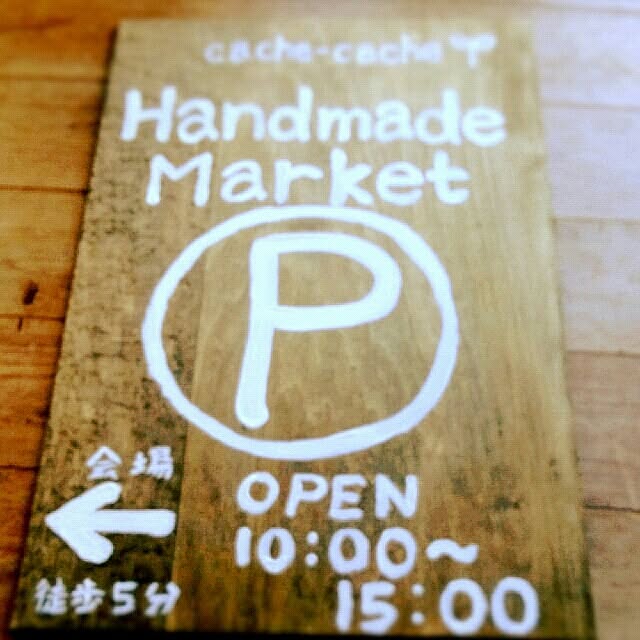 cache-cache
Handmade
Market
P
会場
←
徒歩5分
OPEN
10:00～
15:00